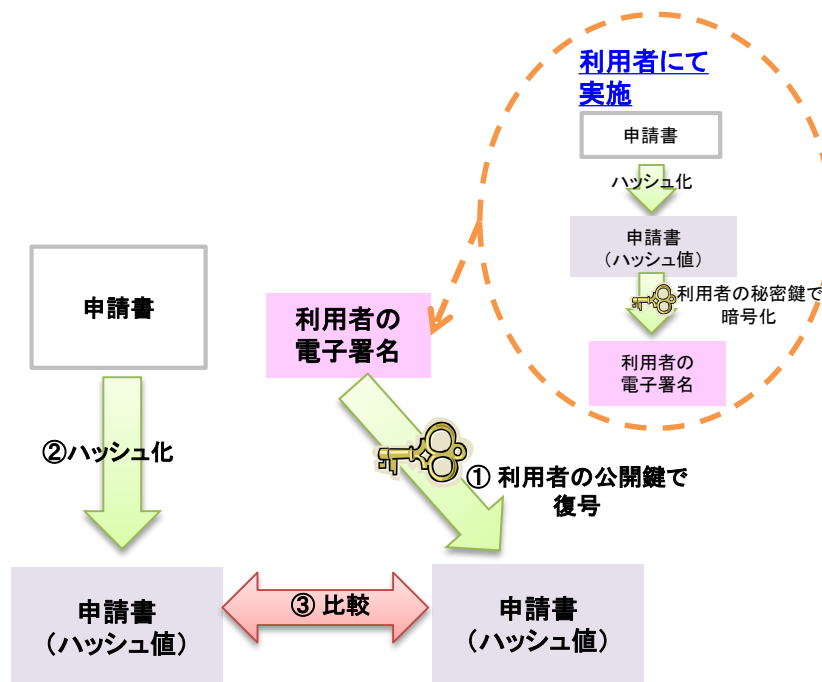 利用者にて
実施
申請書
ハッシュ化
申請書
（ハッシュ値）
利用者の秘密鍵で
暗号化
利用者の
電子署名
申請書
利用者の
電子署名
②ハッシュ化
① 利用者の公開鍵で
復号
申請書
（ハッシュ値）
③ 比較
申請書
（ハッシュ値）